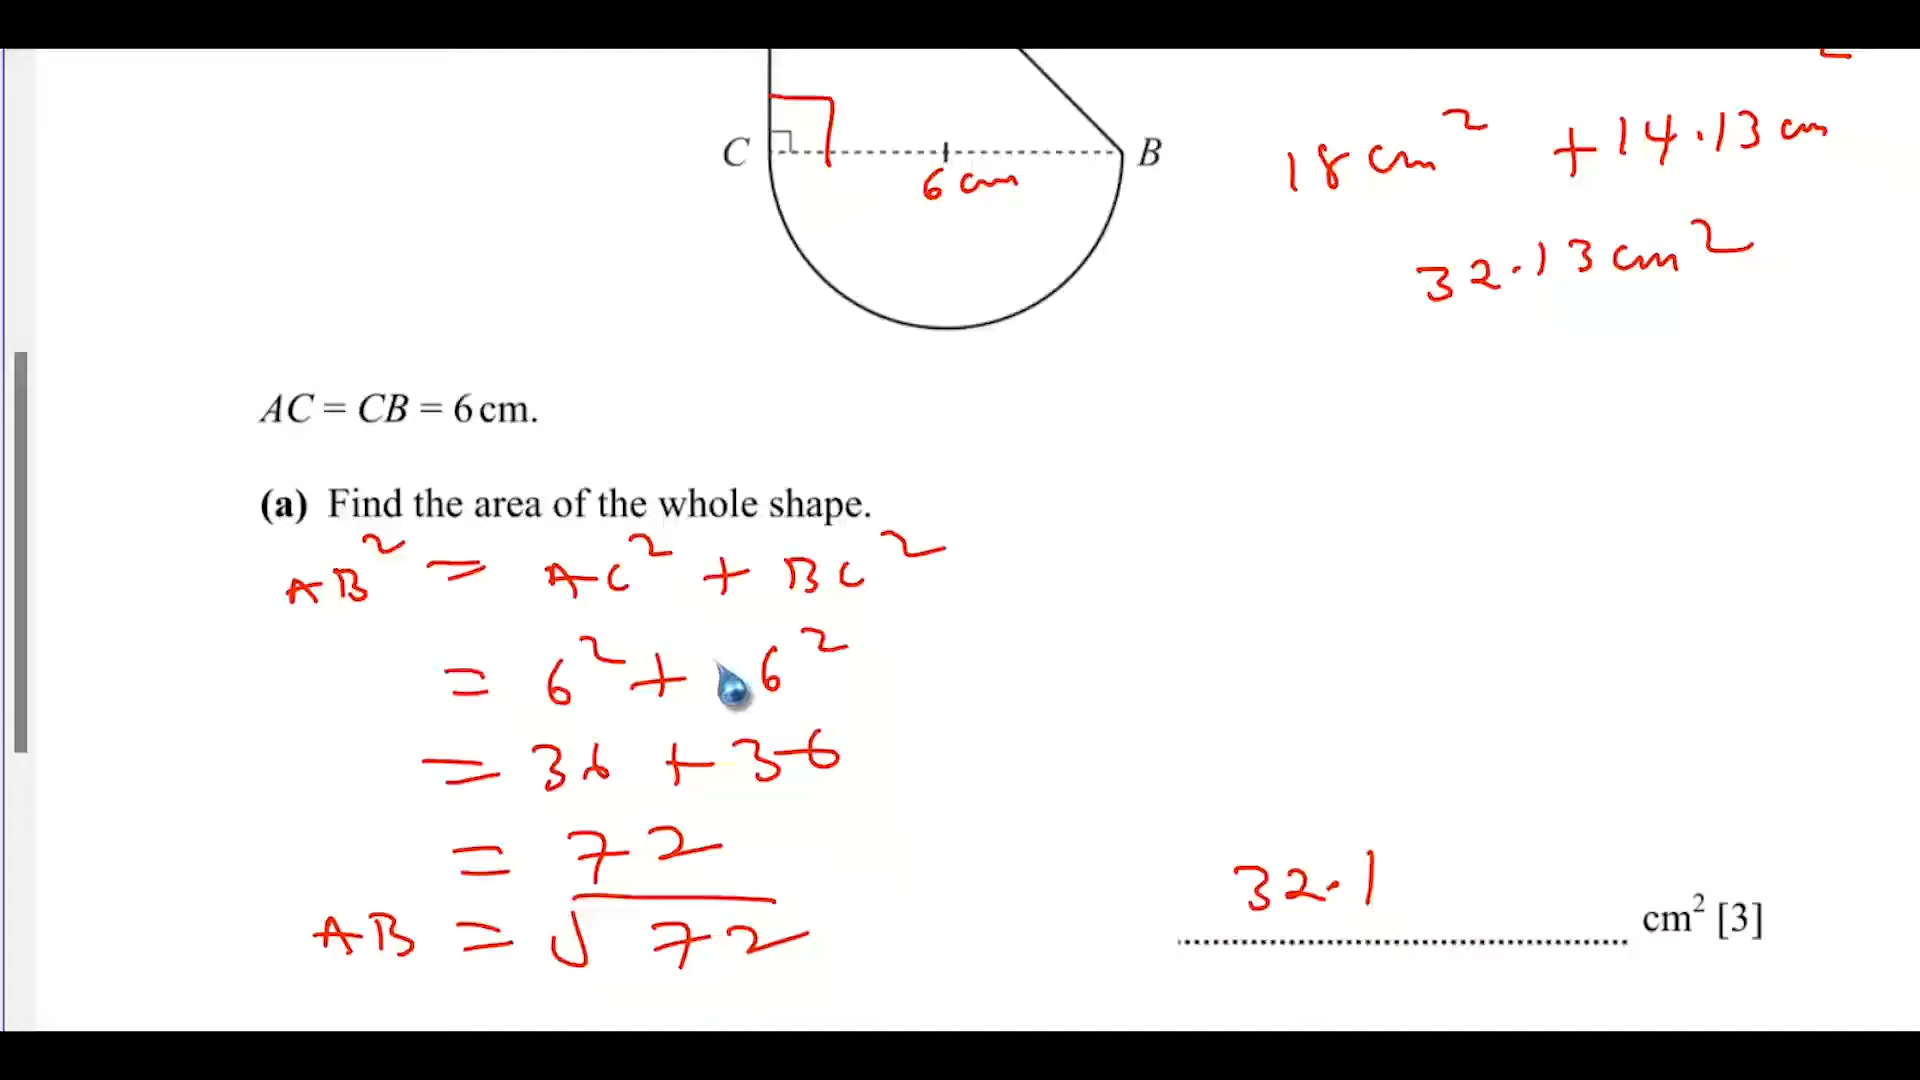 18 cm² + 14.13 cm
C
B
6 cm
32.13 cm²
AC = CB = 6 cm.
(a) Find the area of the whole shape.
AB² = AC² + BC²
= 6² + 6²
= 36 + 36
= 72
32.1
cm² [3]
AB = √72